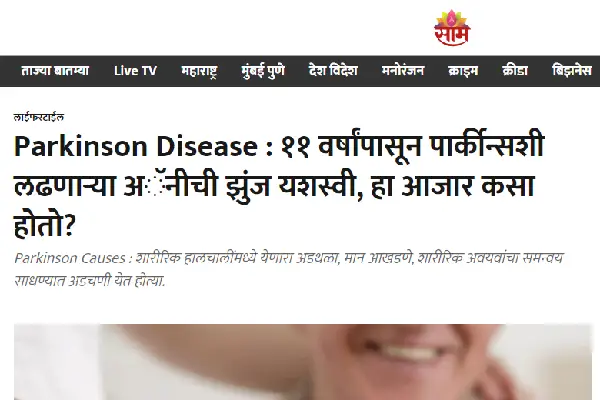 साम
ताज्या बातम्या Live TV महाराष्ट्र मुंबई पुणे देश विदेश मनोरंजन क्राइम क्रीडा बिझनेस
लाईफस्टाईल
Parkinson Disease : ११ वर्षांपासून पार्कीन्सशी
लढणाऱ्या अॅनीची झुंज यशस्वी, हा आजार कसा
होतो?
Parkinson Causes : शारीरिक हालचालींमध्ये येणारा अडथळा, मान आखडणे, शारीरिक अवयवांचा समन्वय
साधण्यात अडचणी येत होत्या.